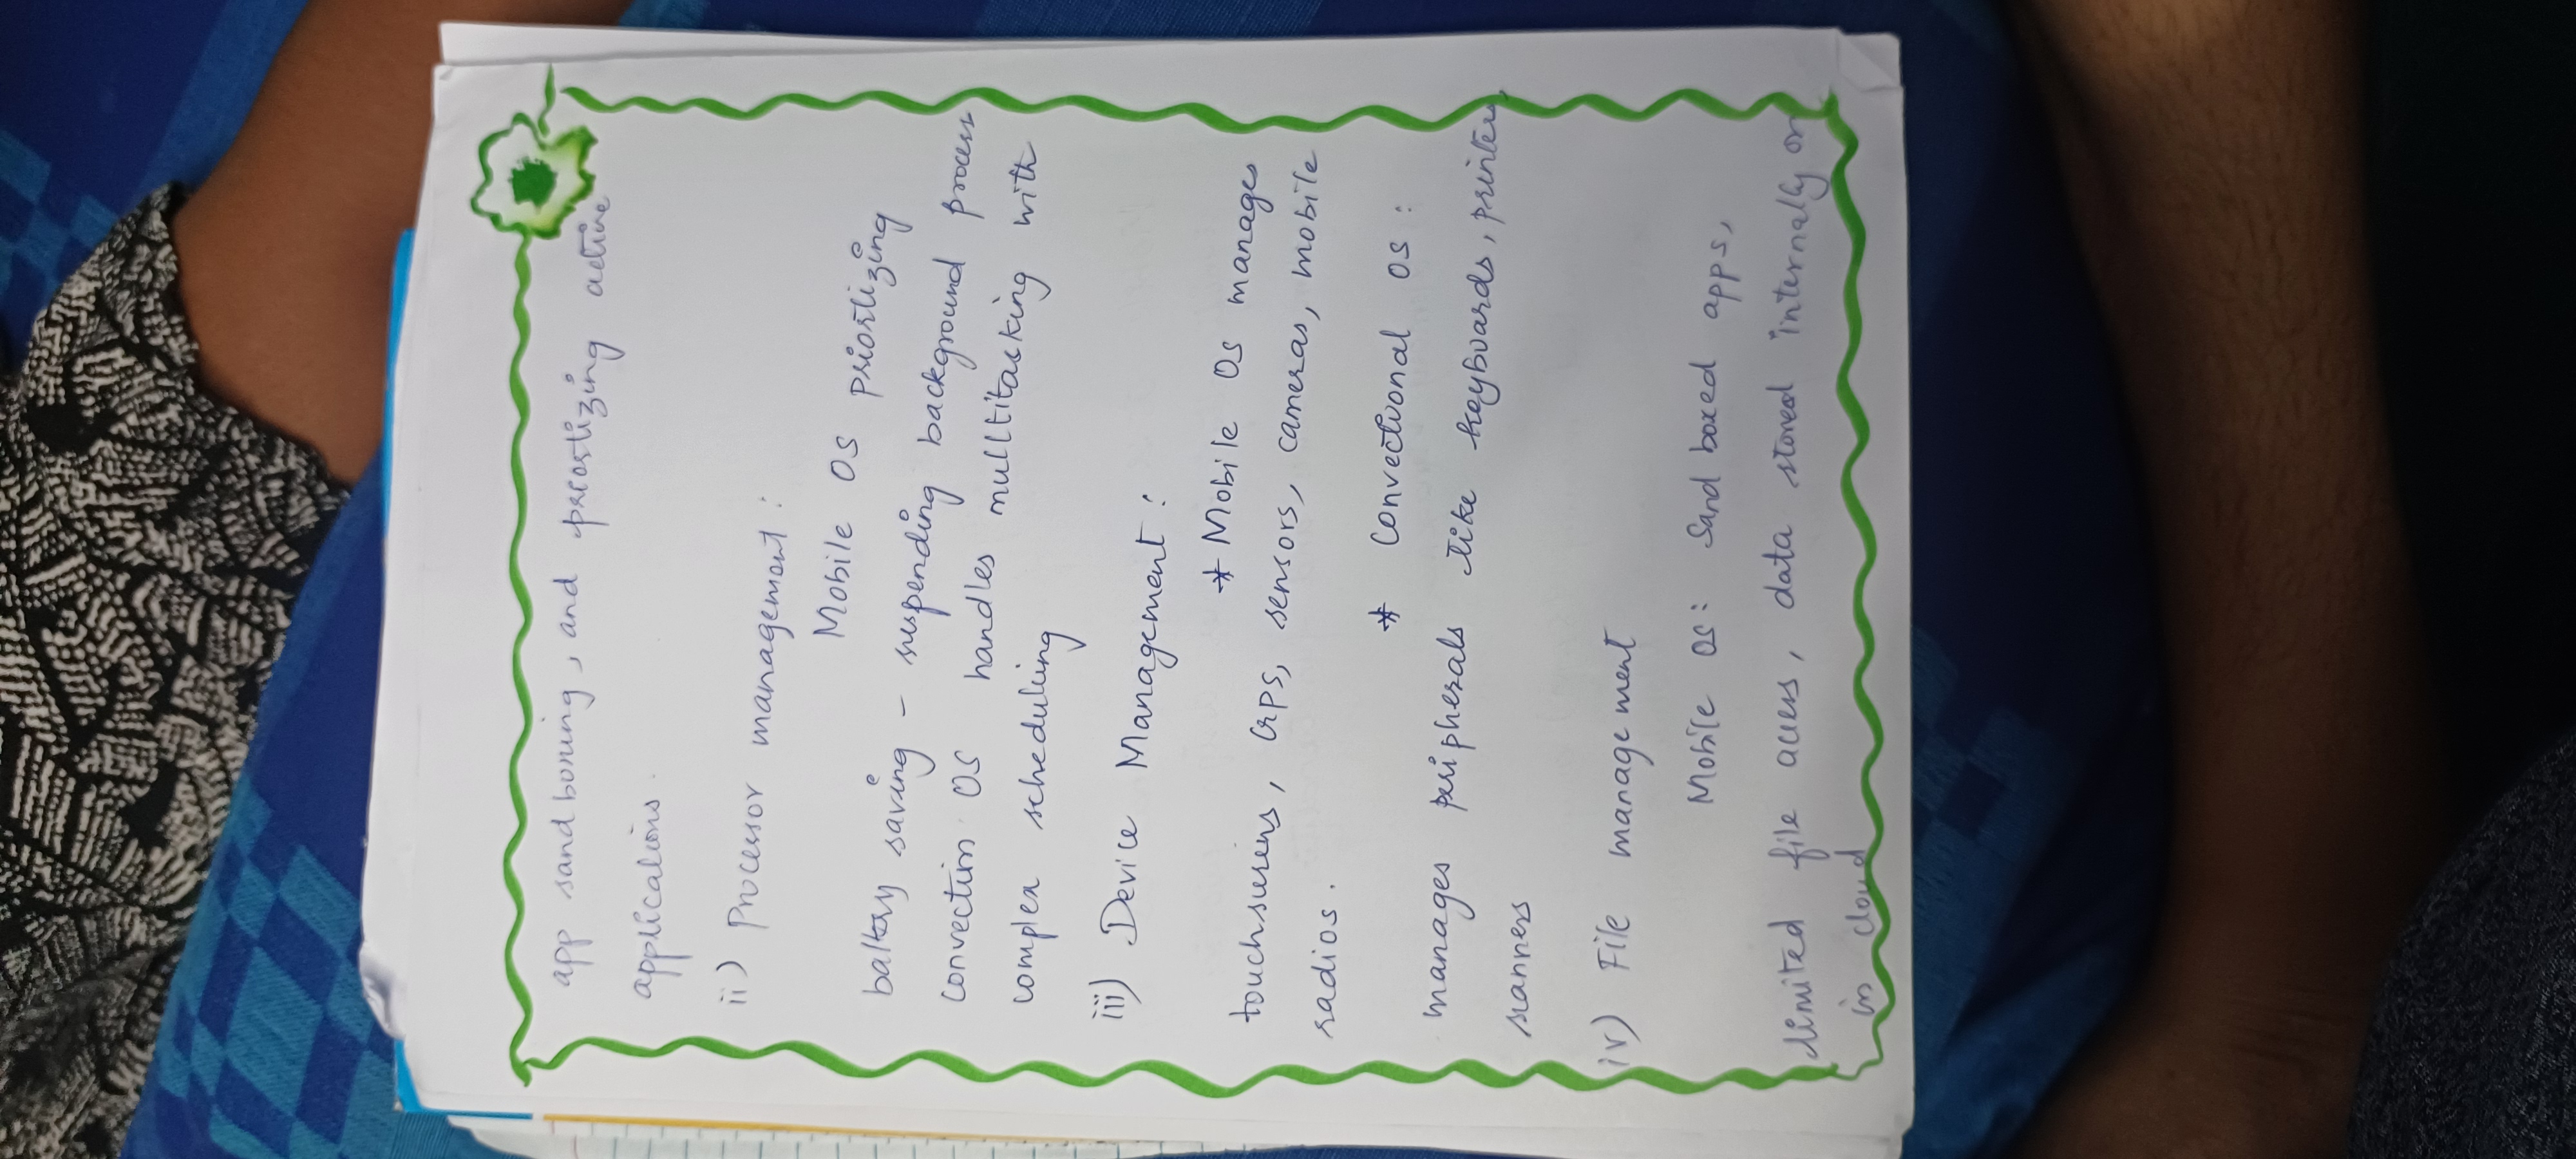 app sand boxing, and priortizing active
applications.
ii) Processor management:
Mobile OS priortizing
battery saving - suspending background process
convection OS handles mulltitasking with
complex scheduling
iii) Device Management:
* Mobile Os manages
touchscreens, GPS, sensors, cameras, mobile
radios.
* Convectional OS:
manages peripherals like keyboards, printers,
scanners
iv) File management
Mobile OS: Sand boxed apps,
limited file access, data stored internally or
in cloud